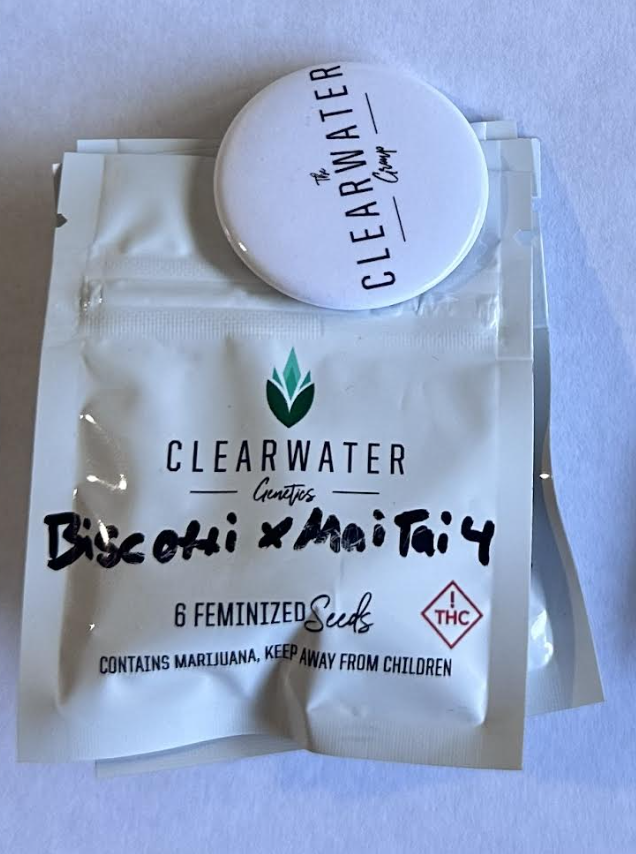 The
CLEARWATER
Group
CLEARWATER
Genetics
Biscotti x Mai Tai 4
6 FEMINIZED Seeds
!
THC
CONTAINS MARIJUANA, KEEP AWAY FROM CHILDREN